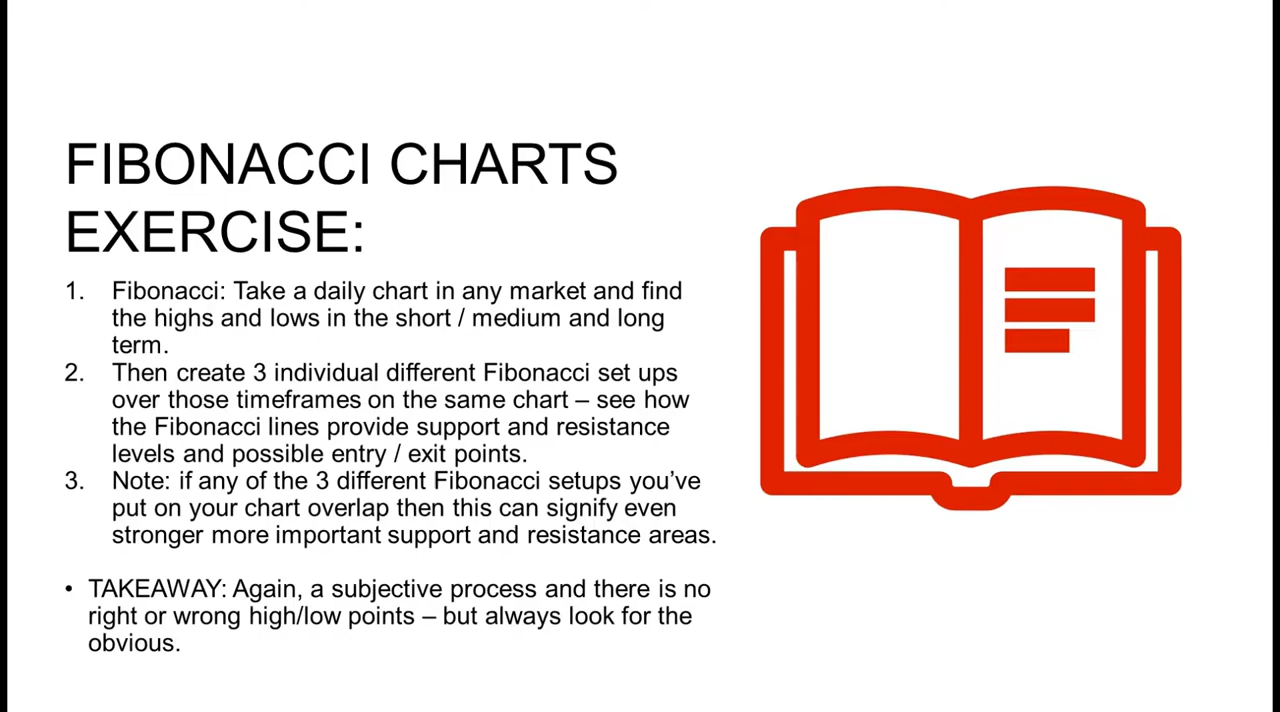 FIBONACCI CHARTS
EXERCISE:
1. Fibonacci: Take a daily chart in any market and find
the highs and lows in the short / medium and long
term.
2. Then create 3 individual different Fibonacci set ups
over those timeframes on the same chart – see how
the Fibonacci lines provide support and resistance
levels and possible entry / exit points.
3. Note: if any of the 3 different Fibonacci setups you’ve
put on your chart overlap then this can signify even
stronger more important support and resistance areas.
• TAKEAWAY: Again, a subjective process and there is no
right or wrong high/low points – but always look for the
obvious.